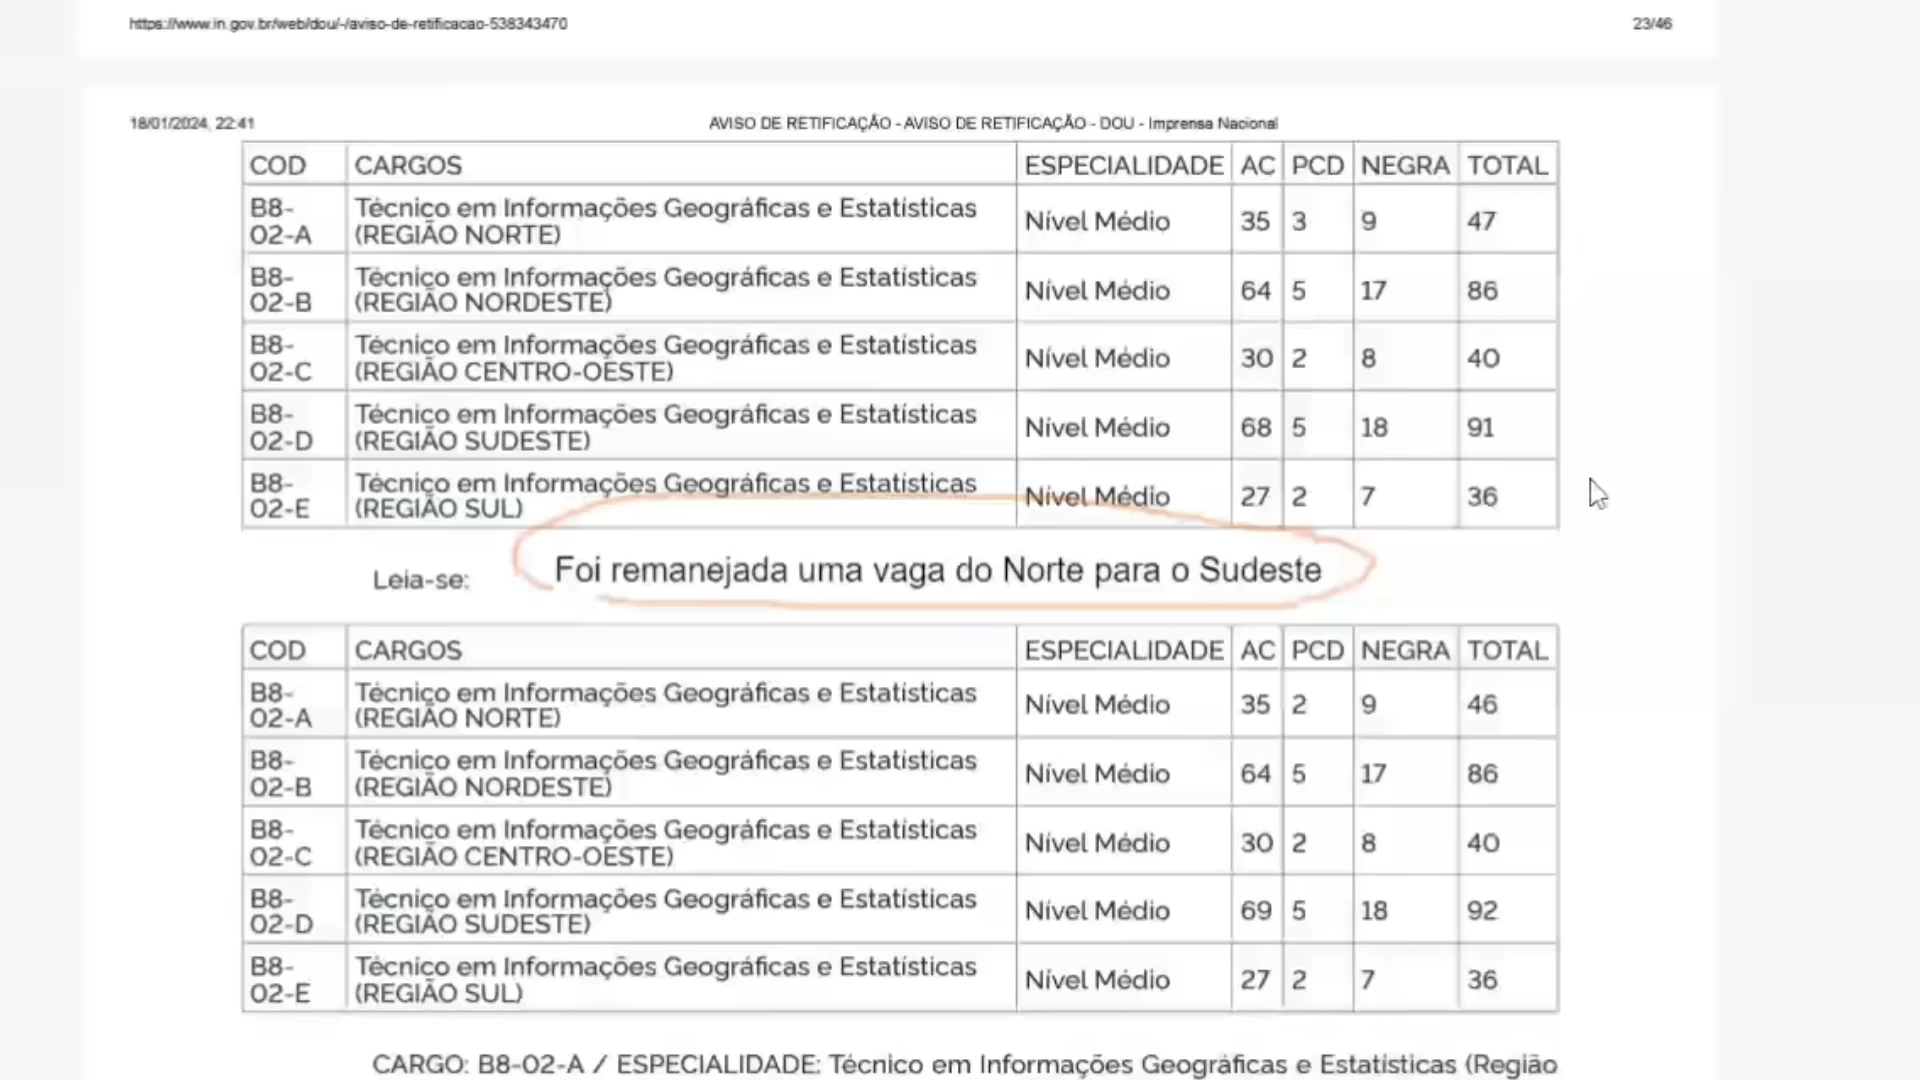 https://www.in.gov.br/web/dou/-/aviso-de-retificacao-538343470 23/46
18/01/2024, 22:41 AVISO DE RETIFICAÇÃO - AVISO DE RETIFICAÇÃO - DOU - Imprensa Nacional
COD CARGOS ESPECIALIDADE AC PCD NEGRA TOTAL
B8- Técnico em Informações Geográficas e Estatísticas
02-A (REGIÃO NORTE) Nível Médio 35 3 9 47
B8- Técnico em Informações Geográficas e Estatísticas
02-B (REGIÃO NORDESTE) Nível Médio 64 5 17 86
B8- Técnico em Informações Geográficas e Estatísticas
02-C (REGIÃO CENTRO-OESTE) Nível Médio 30 2 8 40
B8- Técnico em Informações Geográficas e Estatísticas
02-D (REGIÃO SUDESTE) Nível Médio 68 5 18 91
B8- Técnico em Informações Geográficas e Estatísticas
02-E (REGIÃO SUL) Nível Médio 27 2 7 36
Foi remanejada uma vaga do Norte para o Sudeste
Leia-se:
COD CARGOS ESPECIALIDADE AC PCD NEGRA TOTAL
B8- Técnico em Informações Geográficas e Estatísticas
02-A (REGIÃO NORTE) Nível Médio 35 2 9 46
B8- Técnico em Informações Geográficas e Estatísticas
02-B (REGIÃO NORDESTE) Nível Médio 64 5 17 86
B8- Técnico em Informações Geográficas e Estatísticas
02-C (REGIÃO CENTRO-OESTE) Nível Médio 30 2 8 40
B8- Técnico em Informações Geográficas e Estatísticas
02-D (REGIÃO SUDESTE) Nível Médio 69 5 18 92
B8- Técnico em Informações Geográficas e Estatísticas
02-E (REGIÃO SUL) Nível Médio 27 2 7 36
CARGO: B8-02-A / ESPECIALIDADE: Técnico em Informações Geográficas e Estatísticas (Região